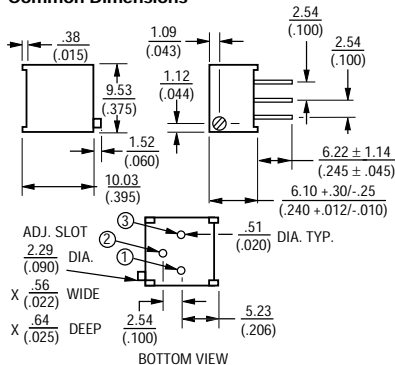 Common Dimensions
.38
(.015)
9.53
(.375)
1.52
(.060)
10.03
(.395)
1.09
(.043)
1.12
(.044)
2.54
(.100)
2.54
(.100)
6.22 ± 1.14
(.245 ± .045)
6.10 +.30/-.25
(.240 +.012/-.010)
ADJ. SLOT
2.29
(.090) DIA.
X .56
(.022) WIDE
X .64
(.025) DEEP
3
2
1
.51
(.020) DIA. TYP.
2.54
(.100)
5.23
(.206)
BOTTOM VIEW